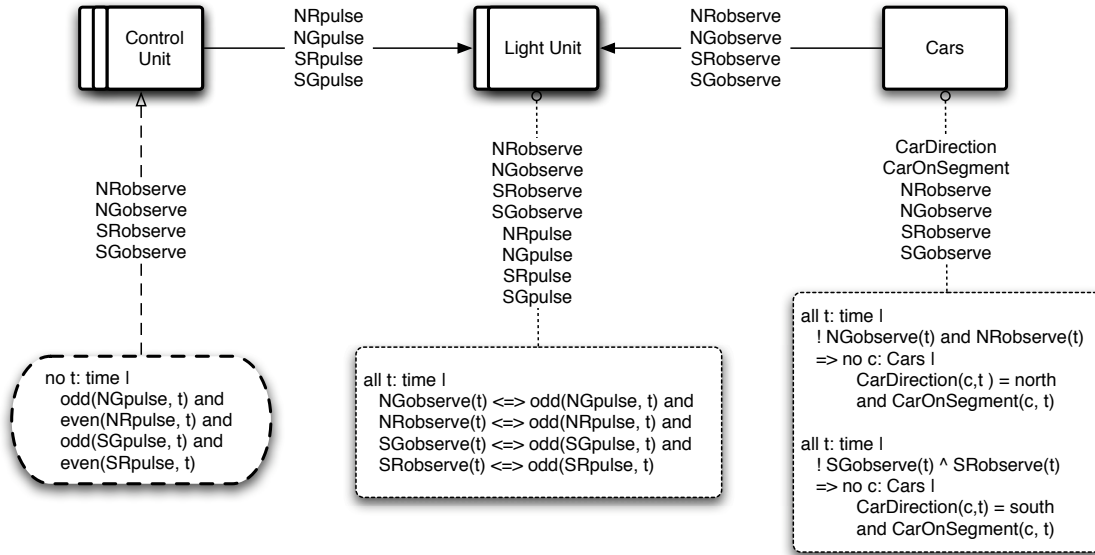 Control
Unit
NRpulse
NGpulse
SRpulse
SGpulse
Light Unit
NRobserve
NGobserve
SRobserve
SGobserve
Cars
NRobserve
NGobserve
SRobserve
SGobserve
NRobserve
NGobserve
SRobserve
SGobserve
NRpulse
NGpulse
SRpulse
SGpulse
CarDirection
CarOnSegment
NRobserve
NGobserve
SRobserve
SGobserve
no t: time |
odd(NGpulse, t) and
even(NRpulse, t) and
odd(SGpulse, t) and
even(SRpulse, t)
all t: time |
NGobserve(t) <=> odd(NGpulse, t) and
NRobserve(t) <=> odd(NRpulse, t) and
SGobserve(t) <=> odd(SGpulse, t) and
SRobserve(t) <=> odd(SRpulse, t)
all t: time |
! NGobserve(t) and NRobserve(t)
=> no c: Cars |
CarDirection(c,t ) = north
and CarOnSegment(c, t)
all t: time |
! SGobserve(t) ^ SRobserve(t)
=> no c: Cars |
CarDirection(c,t) = south
and CarOnSegment(c, t)